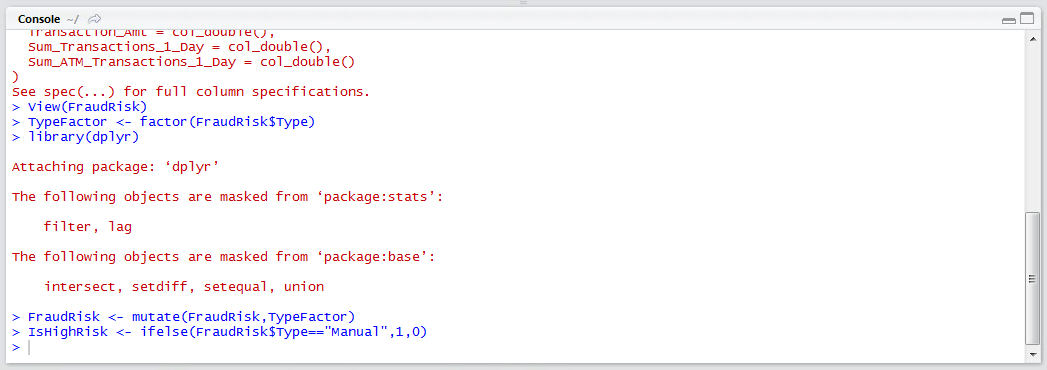 Console ~/
Transaction_Amt = col_double(),
  Sum_Transactions_1_Day = col_double(),
  Sum_ATM_Transactions_1_Day = col_double()
)
See spec(...) for full column specifications.
> View(FraudRisk)
> TypeFactor <- factor(FraudRisk$Type)
> library(dplyr)
Attaching package: ‘dplyr’
The following objects are masked from ‘package:stats’:
    filter, lag
The following objects are masked from ‘package:base’:
    intersect, setdiff, setequal, union
> FraudRisk <- mutate(FraudRisk,TypeFactor)
> IsHighRisk <- ifelse(FraudRisk$Type=="Manual",1,0)
>